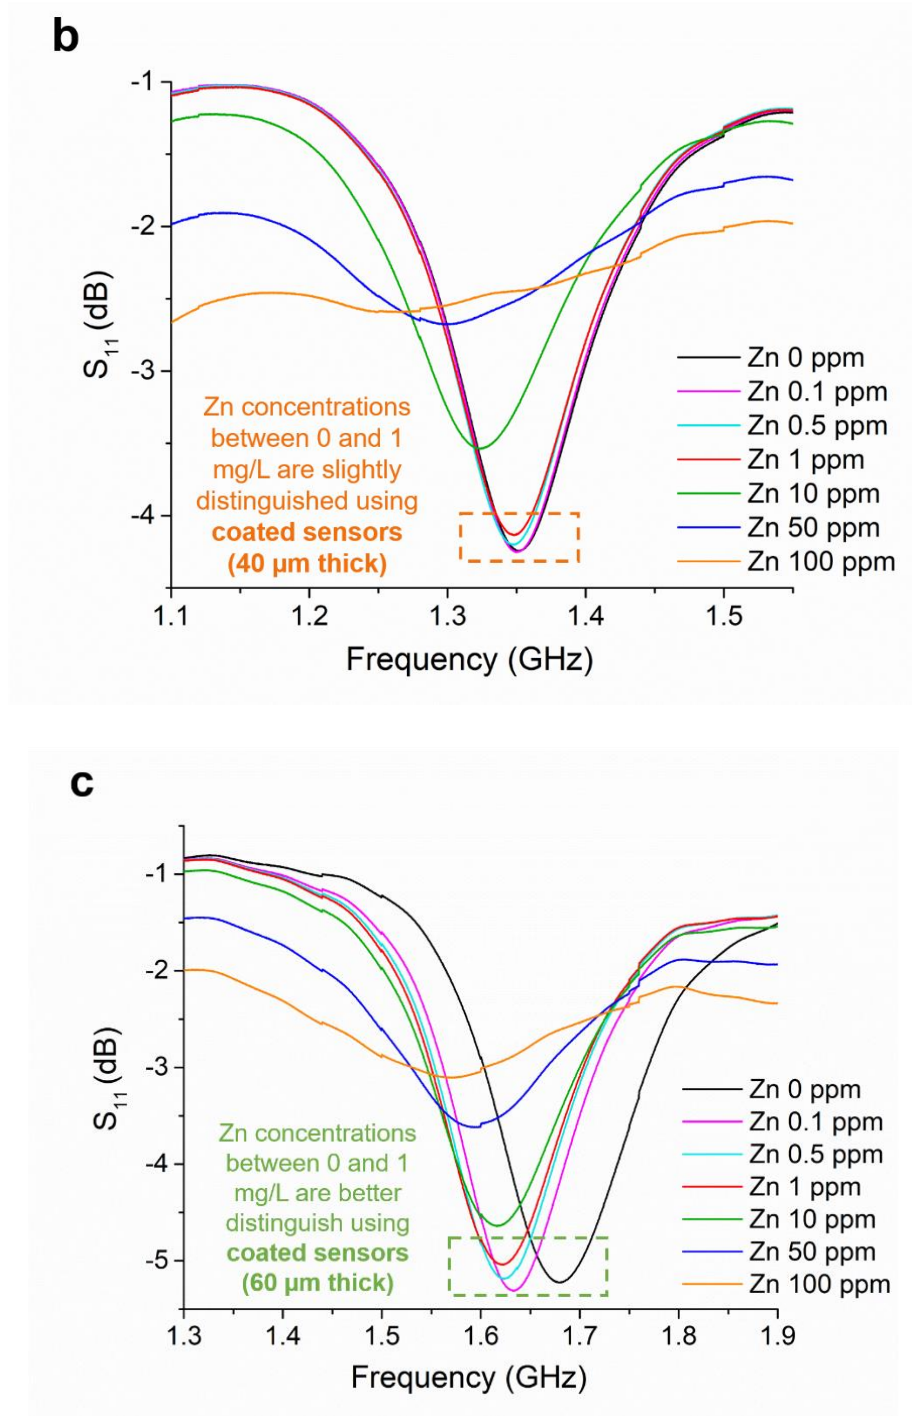 b
-1
-2
-3
-4
S11 (dB)
Zn concentrations
between 0 and 1
mg/L are slightly
distinguished using
coated sensors
(40 µm thick)
Zn 0 ppm
Zn 0.1 ppm
Zn 0.5 ppm
Zn 1 ppm
Zn 10 ppm
Zn 50 ppm
Zn 100 ppm
1.1 1.2 1.3 1.4 1.5
Frequency (GHz)
c
-1
-2
-3
-4
-5
S11 (dB)
Zn concentrations
between 0 and 1
mg/L are better
distinguish using
coated sensors
(60 µm thick)
Zn 0 ppm
Zn 0.1 ppm
Zn 0.5 ppm
Zn 1 ppm
Zn 10 ppm
Zn 50 ppm
Zn 100 ppm
1.3 1.4 1.5 1.6 1.7 1.8 1.9
Frequency (GHz)